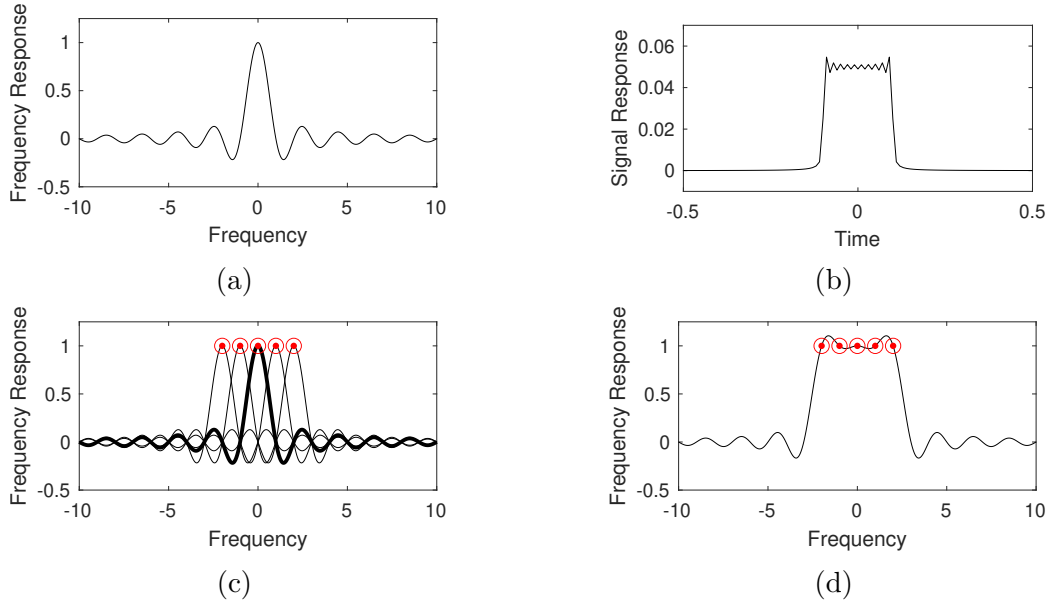 Frequency Response
1
0.5
0
-0.5
-10 -5 0 5 10
Frequency
(a)
Signal Response
0.06
0.04
0.02
0
-0.5 0 0.5
Time
(b)
Frequency Response
1
0.5
0
-0.5
-10 -5 0 5 10
Frequency
(c)
Frequency Response
1
0.5
0
-0.5
-10 -5 0 5 10
Frequency
(d)